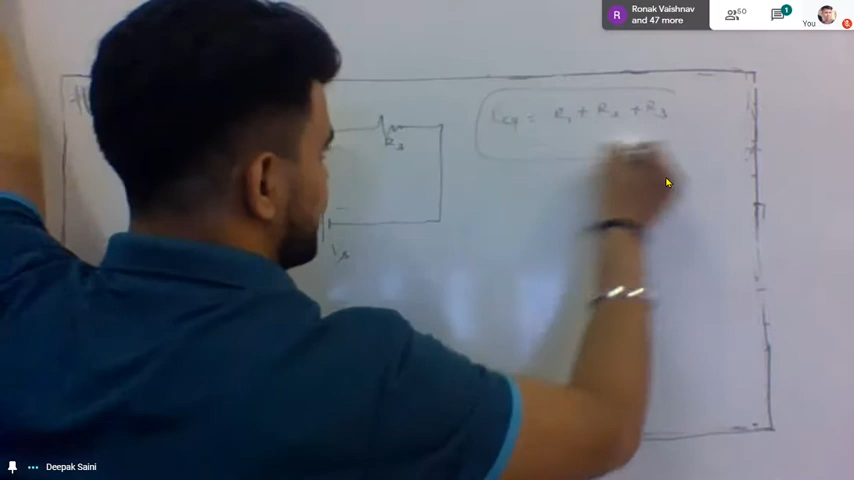 Ronak Vaishnav
and 47 more
R
60
1
You
Req = R₁ + R₂ + R₃
R₃
Vs
Deepak Saini